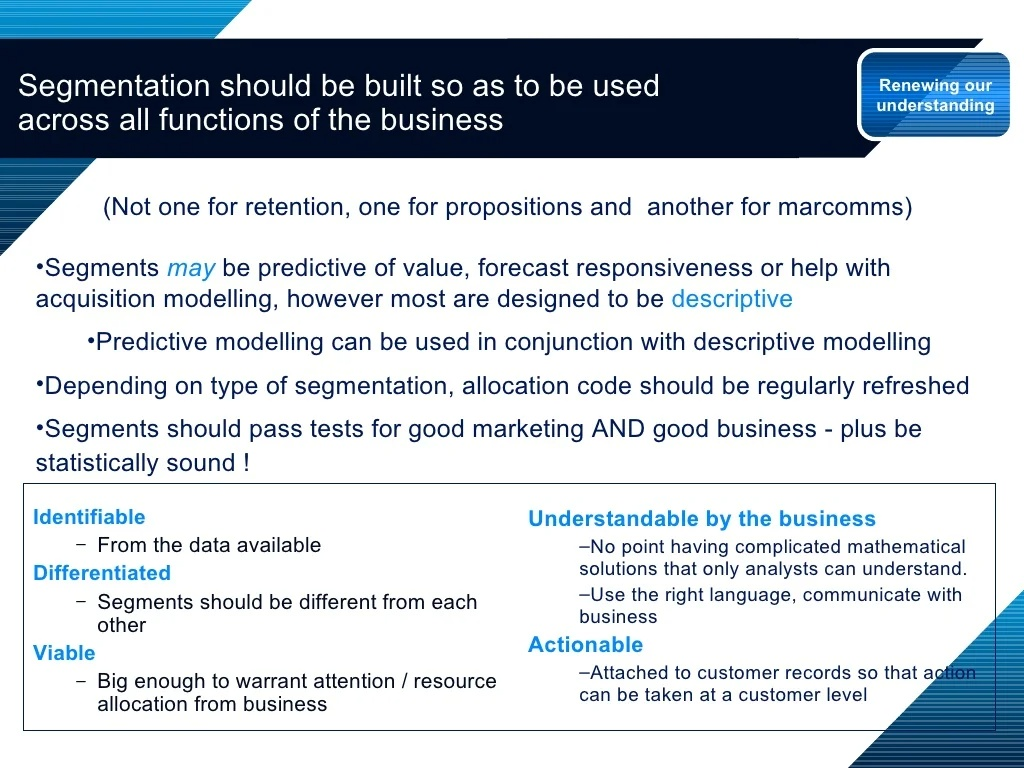 Segmentation should be built so as to be used
across all functions of the business
Renewing our
understanding
(Not one for retention, one for propositions and  another for marcomms)
•Segments may be predictive of value, forecast responsiveness or help with
acquisition modelling, however most are designed to be descriptive
•Predictive modelling can be used in conjunction with descriptive modelling
•Depending on type of segmentation, allocation code should be regularly refreshed
•Segments should pass tests for good marketing AND good business - plus be
statistically sound !
Identifiable
– From the data available
Differentiated
– Segments should be different from each
other
Viable
– Big enough to warrant attention / resource
allocation from business
Understandable by the business
–No point having complicated mathematical
solutions that only analysts can understand.
–Use the right language, communicate with
business
Actionable
–Attached to customer records so that action
can be taken at a customer level